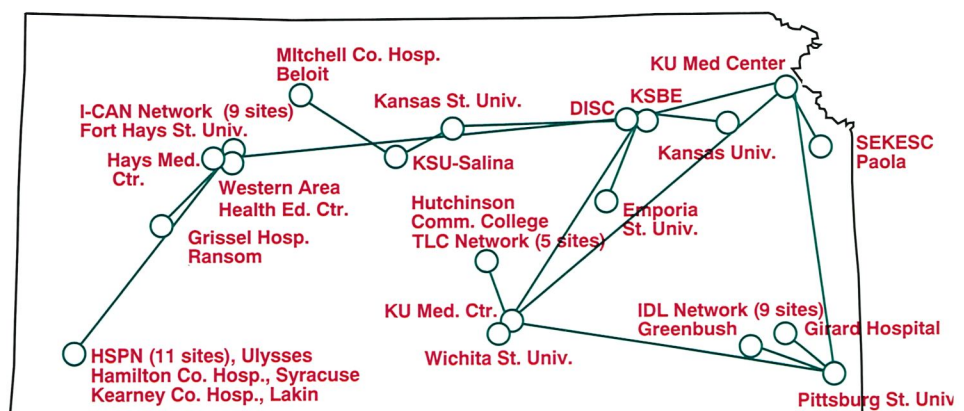 MItchell Co. Hosp.
Beloit
KU Med Center
I-CAN Network (9 sites)
Fort Hays St. Univ.
Kansas St. Univ.
DISC
KSBE
Hays Med.
Ctr.
KSU-Salina
Kansas Univ.
SEKESC
Paola
Western Area
Health Ed. Ctr.
Hutchinson
Comm. College
TLC Network (5 sites)
Emporia
St. Univ.
Grissel Hosp.
Ransom
KU Med. Ctr.
IDL Network (9 sites)
Greenbush
Girard Hospital
Wichita St. Univ.
HSPN (11 sites), Ulysses
Hamilton Co. Hosp., Syracuse
Kearney Co. Hosp., Lakin
Pittsburg St. Univ